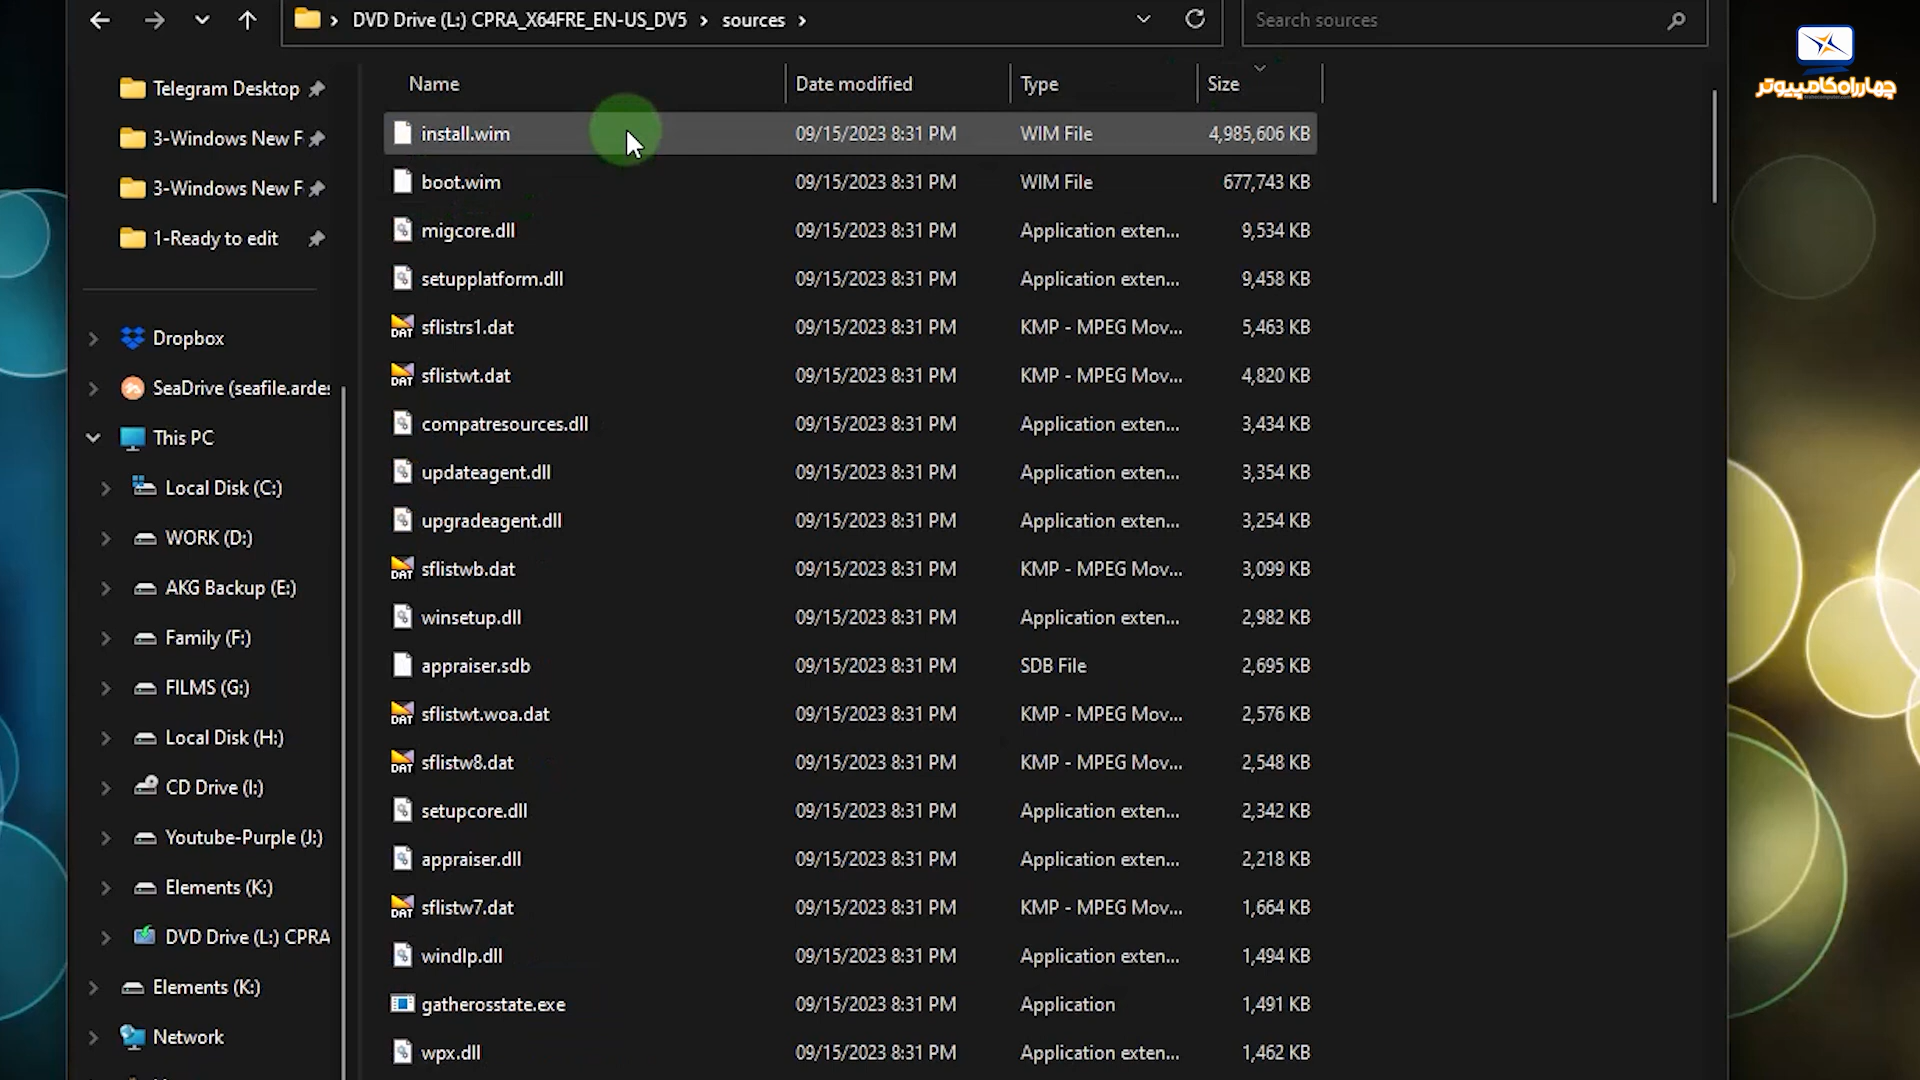 DVD Drive (L:) CPRA_X64FRE_EN-US_DV5 > sources >
Search sources
چهارراه کامپیوتر
Telegram Desktop
3-Windows New F
3-Windows New F
1-Ready to edit
Dropbox
SeaDrive (seafile.ardes
This PC
Local Disk (C:)
WORK (D:)
AKG Backup (E:)
Family (F:)
FILMS (G:)
Local Disk (H:)
CD Drive (I:)
Youtube-Purple (J:)
Elements (K:)
DVD Drive (L:) CPRA
Elements (K:)
Network
Name Date modified Type Size
install.wim 09/15/2023 8:31 PM WIM File 4,985,606 KB
boot.wim 09/15/2023 8:31 PM WIM File 677,743 KB
migcore.dll 09/15/2023 8:31 PM Application exten... 9,534 KB
setupplatform.dll 09/15/2023 8:31 PM Application exten... 9,458 KB
DAT sflistrs1.dat 09/15/2023 8:31 PM KMP - MPEG Mov... 5,463 KB
DAT sflistwt.dat 09/15/2023 8:31 PM KMP - MPEG Mov... 4,820 KB
compatresources.dll 09/15/2023 8:31 PM Application exten... 3,434 KB
updateagent.dll 09/15/2023 8:31 PM Application exten... 3,354 KB
upgradeagent.dll 09/15/2023 8:31 PM Application exten... 3,254 KB
DAT sflistwb.dat 09/15/2023 8:31 PM KMP - MPEG Mov... 3,099 KB
winsetup.dll 09/15/2023 8:31 PM Application exten... 2,982 KB
appraiser.sdb 09/15/2023 8:31 PM SDB File 2,695 KB
DAT sflistwt.woa.dat 09/15/2023 8:31 PM KMP - MPEG Mov... 2,576 KB
DAT sflistw8.dat 09/15/2023 8:31 PM KMP - MPEG Mov... 2,548 KB
setupcore.dll 09/15/2023 8:31 PM Application exten... 2,342 KB
appraiser.dll 09/15/2023 8:31 PM Application exten... 2,218 KB
DAT sflistw7.dat 09/15/2023 8:31 PM KMP - MPEG Mov... 1,664 KB
windlp.dll 09/15/2023 8:31 PM Application exten... 1,494 KB
gatherosstate.exe 09/15/2023 8:31 PM Application 1,491 KB
wpx.dll 09/15/2023 8:31 PM Application exten... 1,462 KB